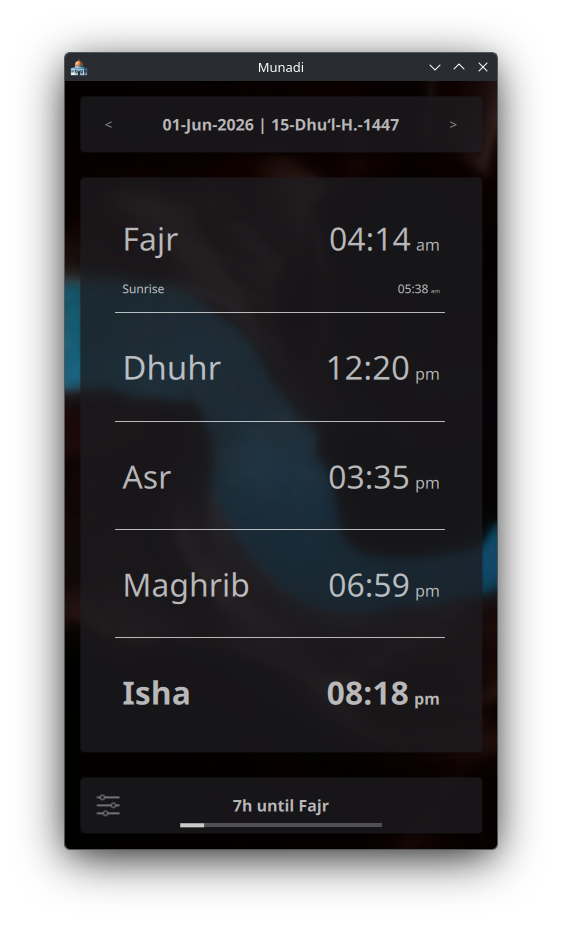 Munadi
< 01-Jun-2026 | 15-Dhu‘l-H.-1447 >
Fajr 04:14 am
Sunrise 05:38 am
Dhuhr 12:20 pm
Asr 03:35 pm
Maghrib 06:59 pm
Isha 08:18 pm
7h until Fajr